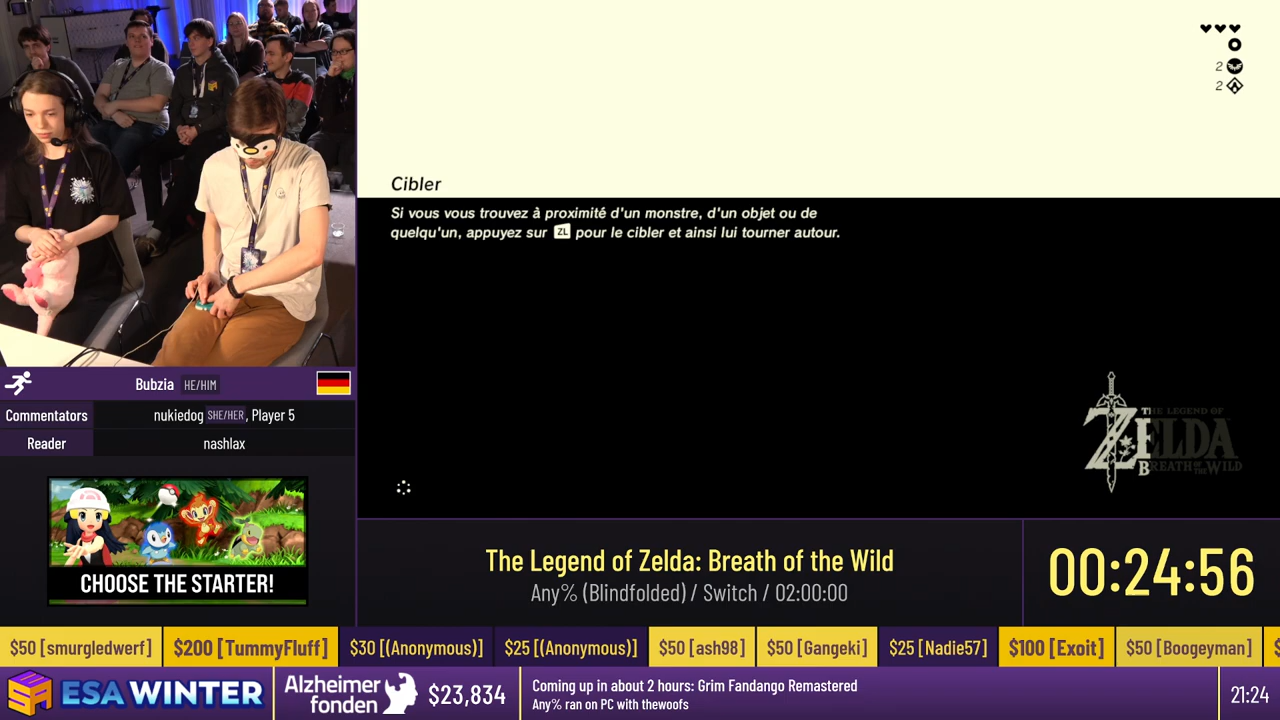 2
2
Cibler
Si vous vous trouvez à proximité d'un monstre, d'un objet ou de
quelqu'un, appuyez sur ZL pour le cibler et ainsi lui tourner autour.
THE LEGEND OF
ZELDA
BREATH OF THE WILD
Bubzia HE/HIM
Commentators nukiedog SHE/HER, Player 5
Reader nashlax
CHOOSE THE STARTER!
The Legend of Zelda: Breath of the Wild
Any% (Blindfolded) / Switch / 02:00:00
00:24:56
$50 [smurgledwerf] $200 [TummyFluff] $30 [(Anonymous)] $25 [(Anonymous)] $50 [ash98] $50 [Gangeki] $25 [Nadie57] $100 [Exoit] $50 [Boogeyman] $
ESA WINTER
Alzheimer
fonden
$23,834
Coming up in about 2 hours: Grim Fandango Remastered
Any% ran on PC with thewoofs
21:24